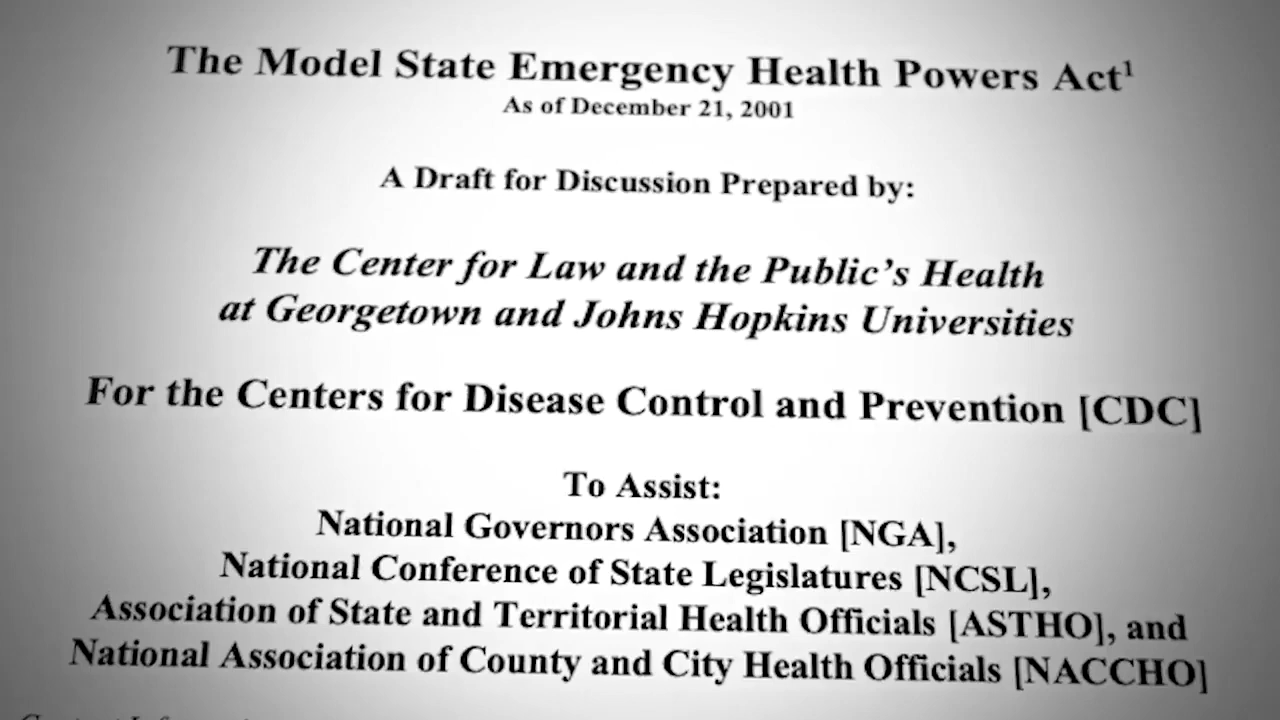 The Model State Emergency Health Powers Act¹
As of December 21, 2001
A Draft for Discussion Prepared by:
The Center for Law and the Public’s Health
at Georgetown and Johns Hopkins Universities
For the Centers for Disease Control and Prevention [CDC]
To Assist:
National Governors Association [NGA],
National Conference of State Legislatures [NCSL],
Association of State and Territorial Health Officials [ASTHO], and
National Association of County and City Health Officials [NACCHO]